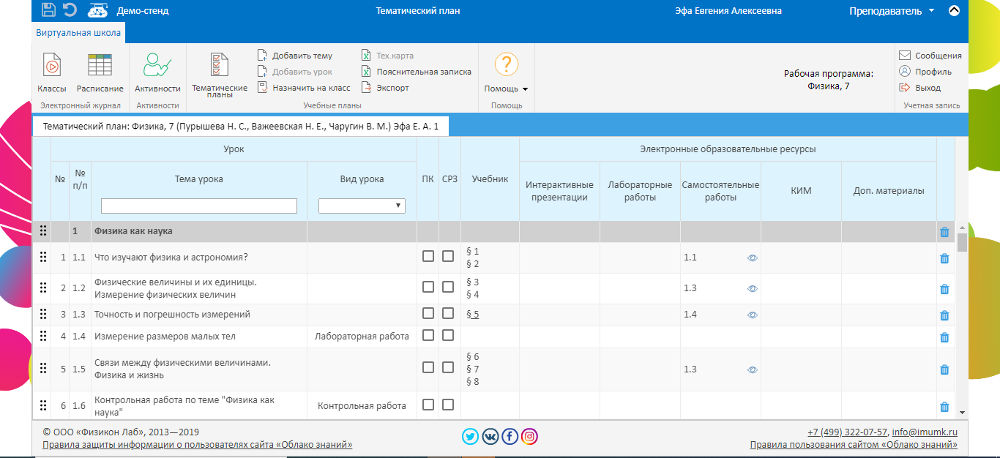 Демо-стенд
Тематический план
Эфа Евгения Алексеевна
Преподаватель
Виртуальная школа
Классы
Расписание
Электронный журнал
Активности
Активности
Тематические
планы
Добавить тему
Добавить урок
Назначить на класс
Тех.карта
Пояснительная записка
Экспорт
Учебные планы
Помощь
Помощь
Рабочая программа:
Физика, 7
Сообщения
Профиль
Выход
Учетная запись
Тематический план: Физика, 7 (Пурышева Н. С., Важеевская Н. Е., Чаругин В. М.) Эфа Е. А. 1
Урок
Электронные образовательные ресурсы
№
№
п/п
Тема урока
Вид урока
ПК
СРЗ
Учебник
Интерактивные
презентации
Лабораторные
работы
Самостоятельные
работы
КИМ
Доп. материалы
1 Физика как наука
1 1.1 Что изучают физика и астрономия? § 1
§ 2
1.1
2 1.2 Физические величины и их единицы.
Измерение физических величин
§ 3
§ 4
1.3
3 1.3 Точность и погрешность измерений § 5 1.4
4 1.4 Измерение размеров малых тел Лабораторная работа
5 1.5 Связи между физическими величинами.
Физика и жизнь
§ 6
§ 7
§ 8
1.3
6 1.6 Контрольная работа по теме "Физика как
наука"
Контрольная работа
© ООО «Физикон Лаб», 2013—2019
Правила защиты информации о пользователях сайта «Облако знаний»
+7 (499) 322-07-57, info@imumk.ru
Правила пользования сайтом «Облако знаний»